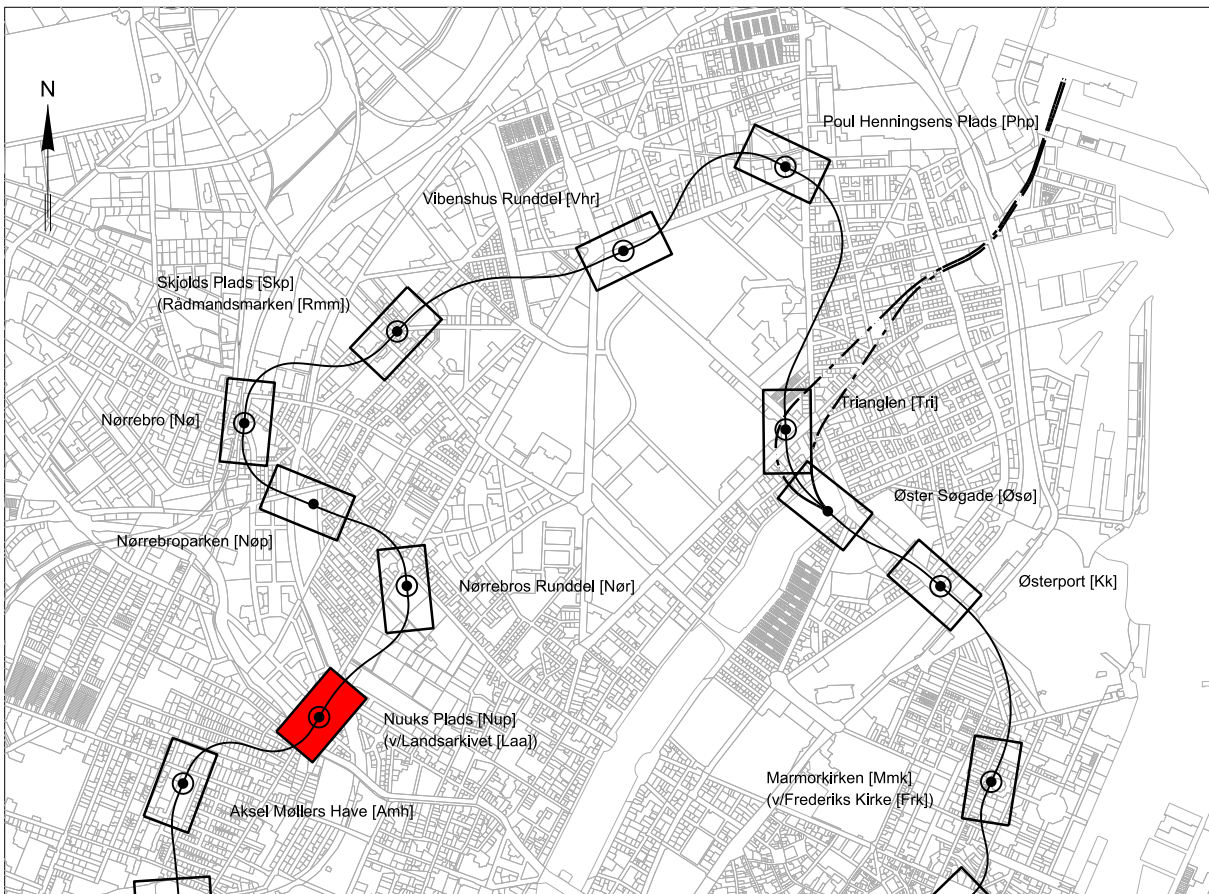 N
Poul Henningsens Plads [Php]
Vibenshus Runddel [Vhr]
Skjolds Plads [Skp]
(Rådmandsmarken [Rmm])
Trianglen [Tri]
Nørrebro [Nø]
Øster Søgade [Øsø]
Nørrebroparken [Nøp]
Nørrebros Runddel [Nør]
Østerport [Kk]
Nuuks Plads [Nup]
(v/Landsarkivet [Laa])
Marmorkirken [Mmk]
(v/Frederiks Kirke [Frk])
Aksel Møllers Have [Amh]